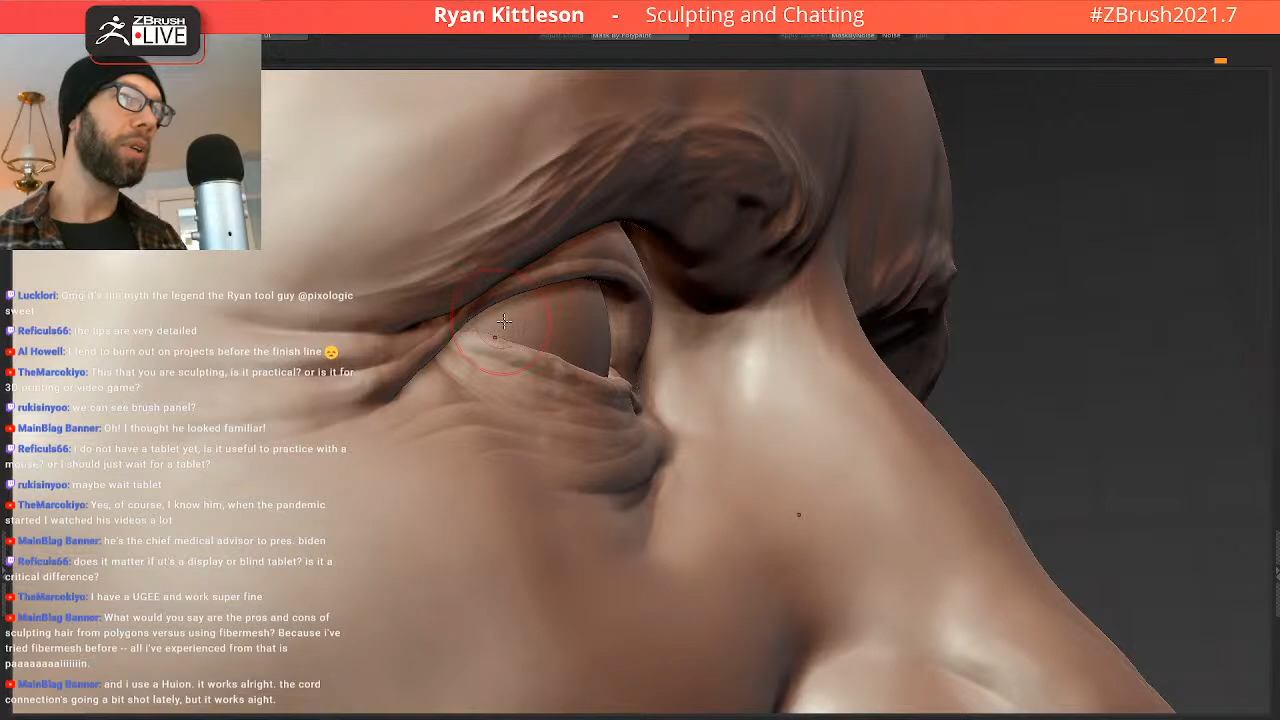 Ryan Kittleson - Sculpting and Chatting #ZBrush2021.7
ZBRUSH
LIVE
Mask By Polypaint
MaskByNoise Noise
Lucklori: Omg it's the myth the legend the Ryan tool guy @pixologic
sweet
Reficuls66: the lips are very detailed
Al Howell: I tend to burn out on projects before the finish line 😞
TheMarcokiyo: This that you are sculpting, is it practical? or is it for
3D printing or video game?
rukisinyoo: we can see brush panel?
MainBlag Banner: Oh! I thought he looked familiar!
Reficuls66: i do not have a tablet yet, is it useful to practice with a
mouse? or i should just wait for a tablet?
rukisinyoo: maybe wait tablet
TheMarcokiyo: Yes, of course, I know him, when the pandemic
started I watched his videos a lot
MainBlag Banner: he's the chief medical advisor to pres. biden
Reficuls66: does it matter if ut's a display or blind tablet? is it a
critical difference?
TheMarcokiyo: I have a UGEE and work super fine
MainBlag Banner: What would you say are the pros and cons of
sculpting hair from polygons versus using fibermesh? Because i've
tried fibermesh before -- all i've experienced from that is
paaaaaaaliiiiiin.
MainBlag Banner: and i use a Huion. it works alright. the cord
connection's going a bit shot lately, but it works aight.